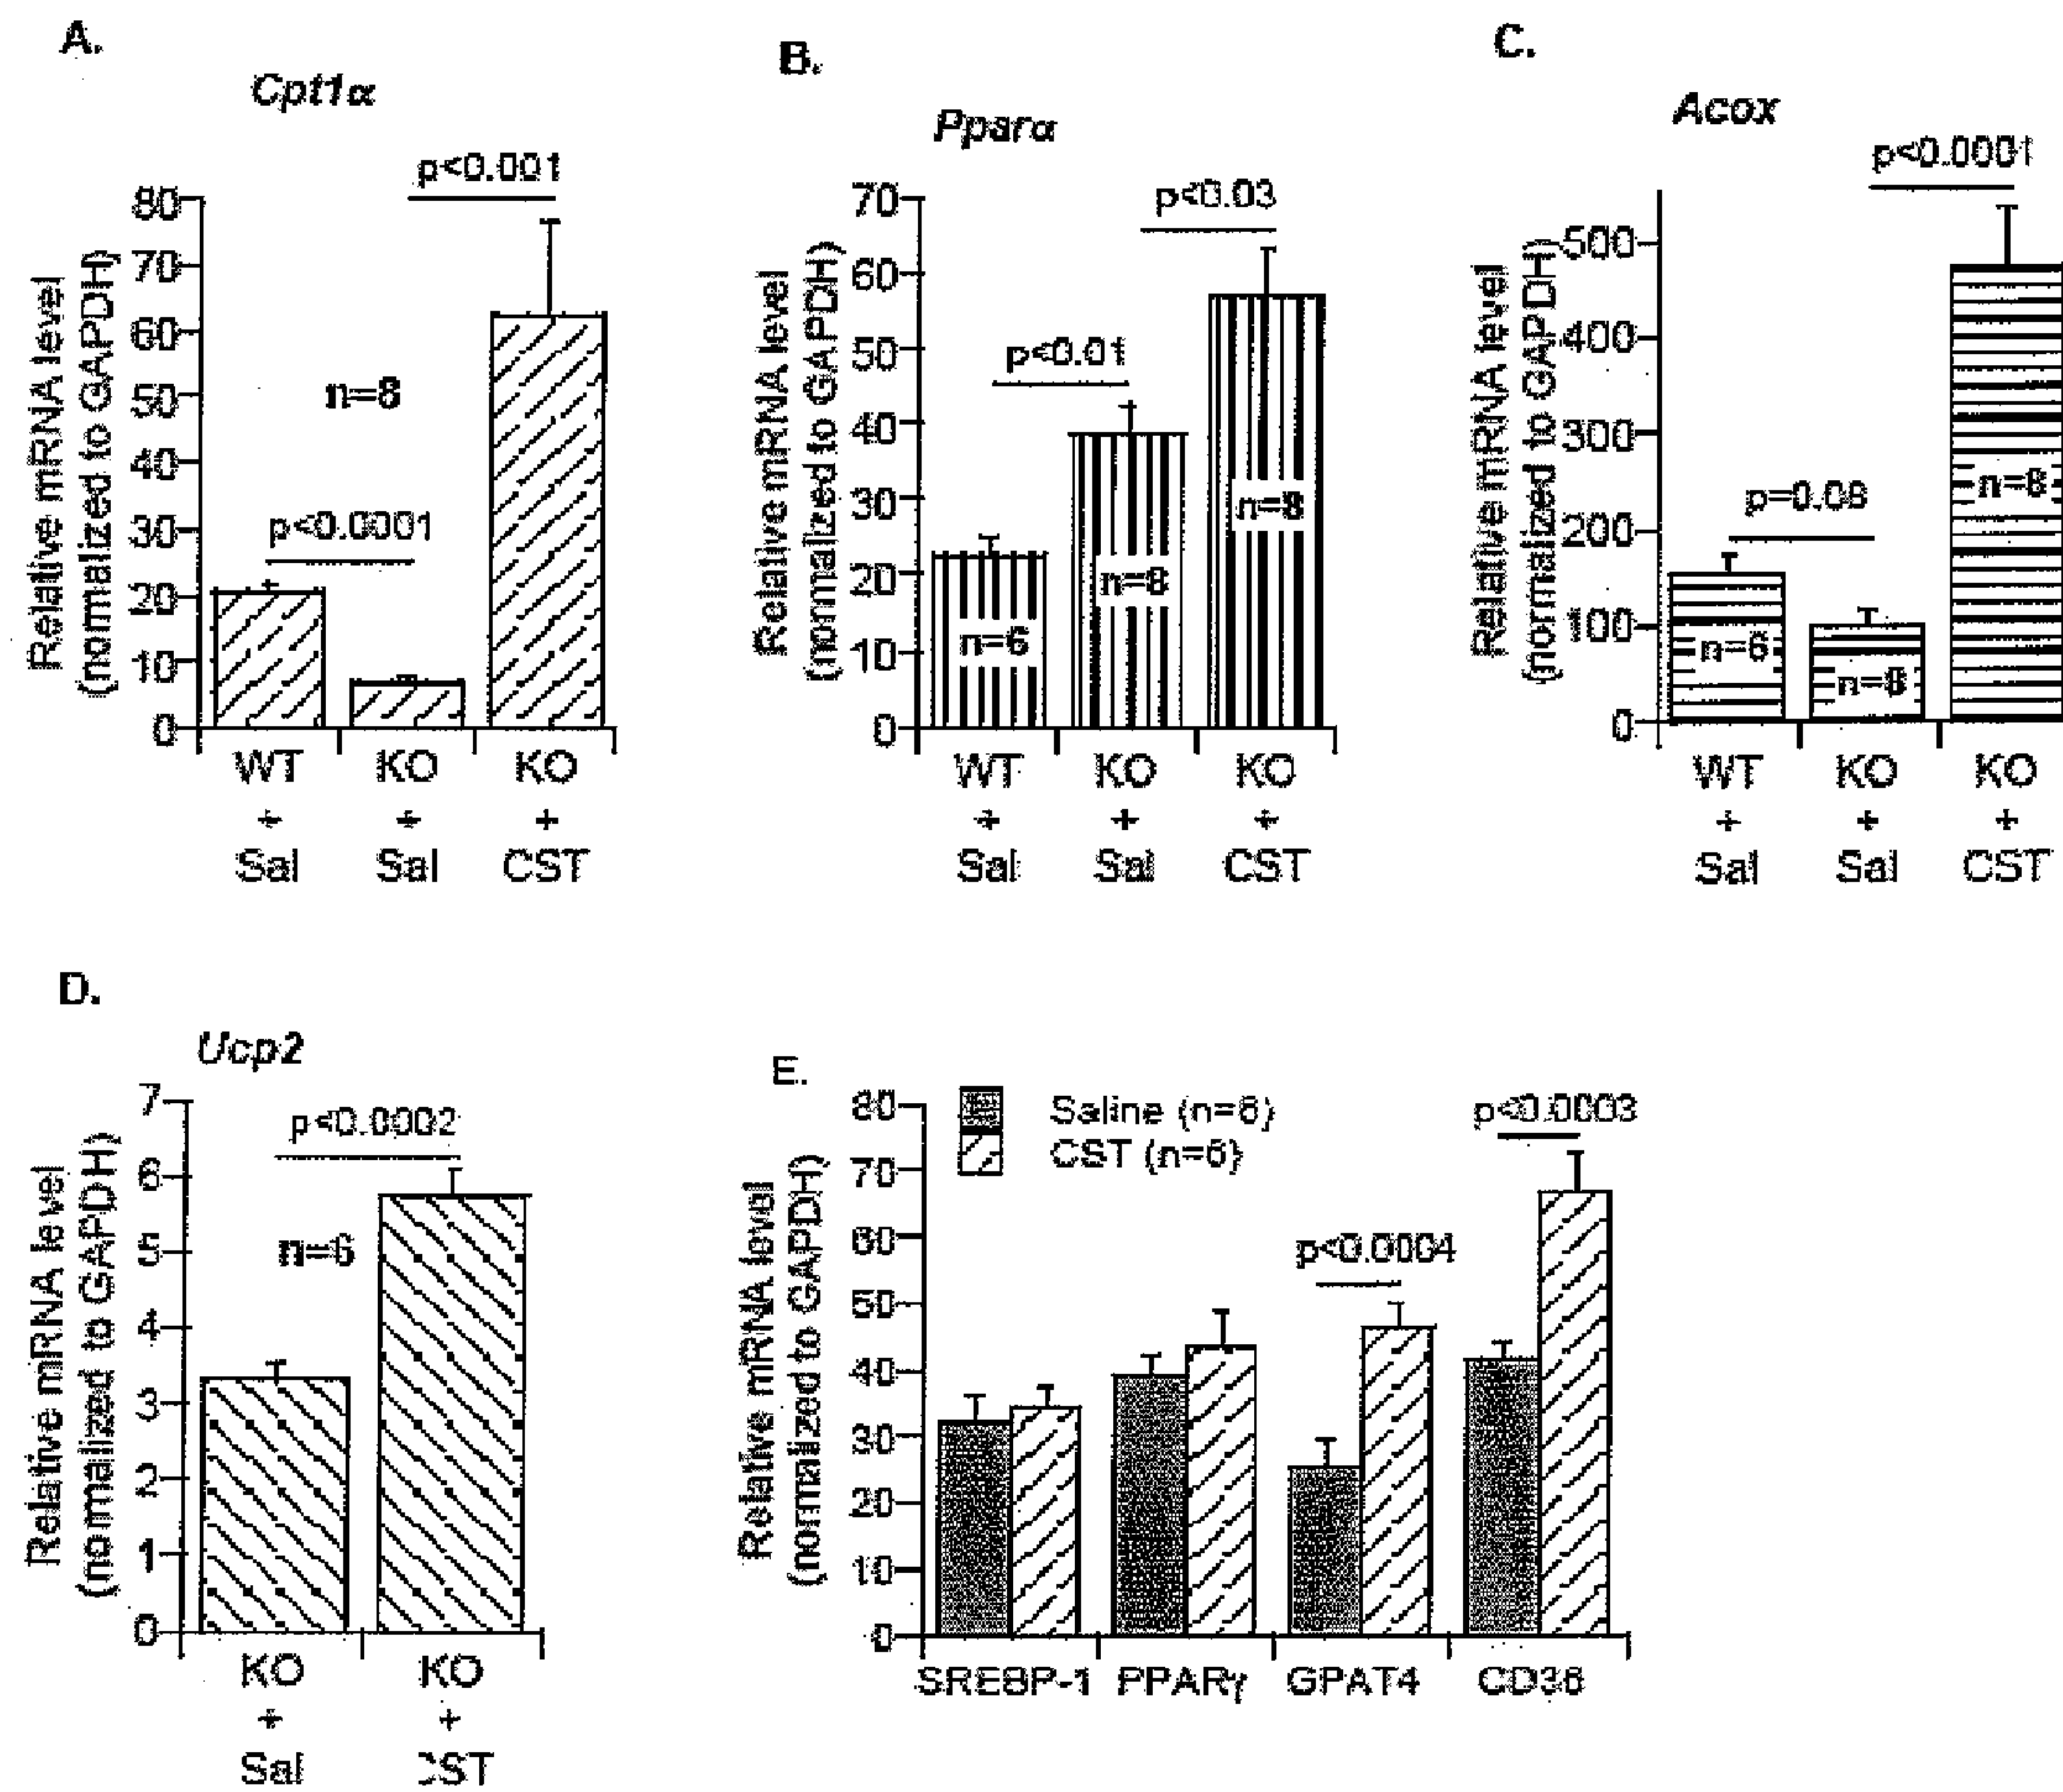 A.
Cpt1α
p<0.001
80
70
60
50
40
30
20
10
0
Relative mRNA level
(normalized to GAPDH)
n=8
p<0.0001
WT KO KO
+ + +
Sal Sal CST
B.
Pparα
p<0.03
70
60
50
40
30
20
10
0
Relative mRNA level
(normalized to GAPDH)
p<0.01
n=6
n=8
n=8
WT KO KO
+ + +
Sal Sal CST
C.
Acox
p<0.0001
500
400
300
200
100
0
Relative mRNA level
(normalized to GAPDH)
p=0.08
n=6
n=8
n=8
WT KO KO
+ + +
Sal Sal CST
D.
Ucp2
p<0.0002
7
6
5
4
3
2
1
0
Relative mRNA level
(normalized to GAPDH)
n=6
KO KO
+ +
Sal CST
E.
Saline (n=6)
CST (n=6)
p<0.0003
80
70
60
50
40
30
20
10
0
Relative mRNA level
(normalized to GAPDH)
p<0.0004
SREBP-1 PPARγ GPAT4 CD36